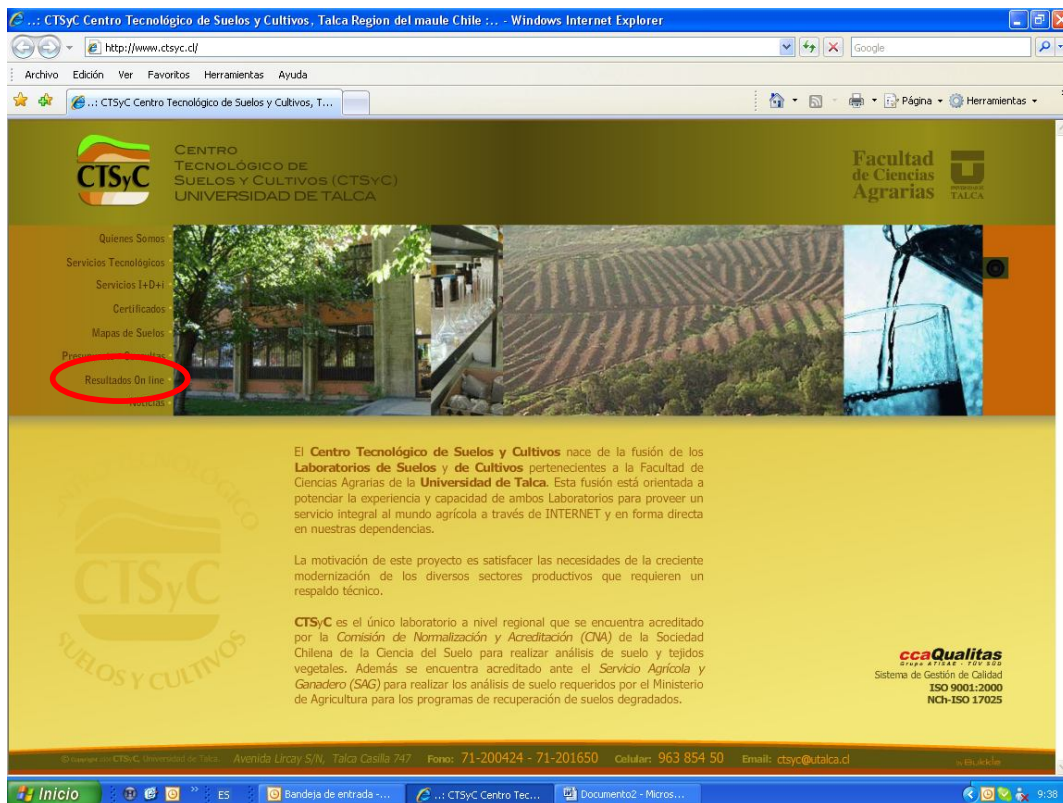 ..: CTSyC Centro Tecnológico de Suelos y Cultivos, Talca Region del maule Chile :... - Windows Internet Explorer
http://www.ctsyc.cl/
Google
Archivo Edición Ver Favoritos Herramientas Ayuda
..: CTSyC Centro Tecnológico de Suelos y Cultivos, T...
Página Herramientas
CTSyC
CENTRO
TECNOLÓGICO DE
SUELOS Y CULTIVOS (CTSYC)
UNIVERSIDAD DE TALCA
Facultad
de Ciencias
Agrarias
TALCA
Quienes Somos
Servicios Tecnológicos
Servicios I+D+i
Certificados
Mapas de Suelos
Resultados On line
Noticias
El Centro Tecnológico de Suelos y Cultivos nace de la fusión de los
Laboratorios de Suelos y de Cultivos pertenecientes a la Facultad de
Ciencias Agrarias de la Universidad de Talca. Esta fusión está orientada a
potenciar la experiencia y capacidad de ambos Laboratorios para proveer un
servicio integral al mundo agrícola a través de INTERNET y en forma directa
en nuestras dependencias.
La motivación de este proyecto es satisfacer las necesidades de la creciente
modernización de los diversos sectores productivos que requieren un
respaldo técnico.
CTSyC es el único laboratorio a nivel regional que se encuentra acreditado
por la Comisión de Normalización y Acreditación (CNA) de la Sociedad
Chilena de la Ciencia del Suelo para realizar análisis de suelo y tejidos
vegetales. Además se encuentra acreditado ante el Servicio Agrícola y
Ganadero (SAG) para realizar los análisis de suelo requeridos por el Ministerio
de Agricultura para los programas de recuperación de suelos degradados.
CENTRO TECNOLÓGICO
CTSyC
SUELOS Y CULTIVOS
ccaQualitas
Grupo ATISAE - TÜV SÜD
Sistema de Gestión de Calidad
ISO 9001:2000
NCh-ISO 17025
CTSyC, Universidad de Talca. Avenida Lircay S/N, Talca Casilla 747 Fono: 71-200424 - 71-201650 Celular: 963 854 50 Email: ctsyc@utalca.cl
Inicio ES Bandeja de entrada -... ..: CTSyC Centro Tec... Documento2 - Micros... 9:38